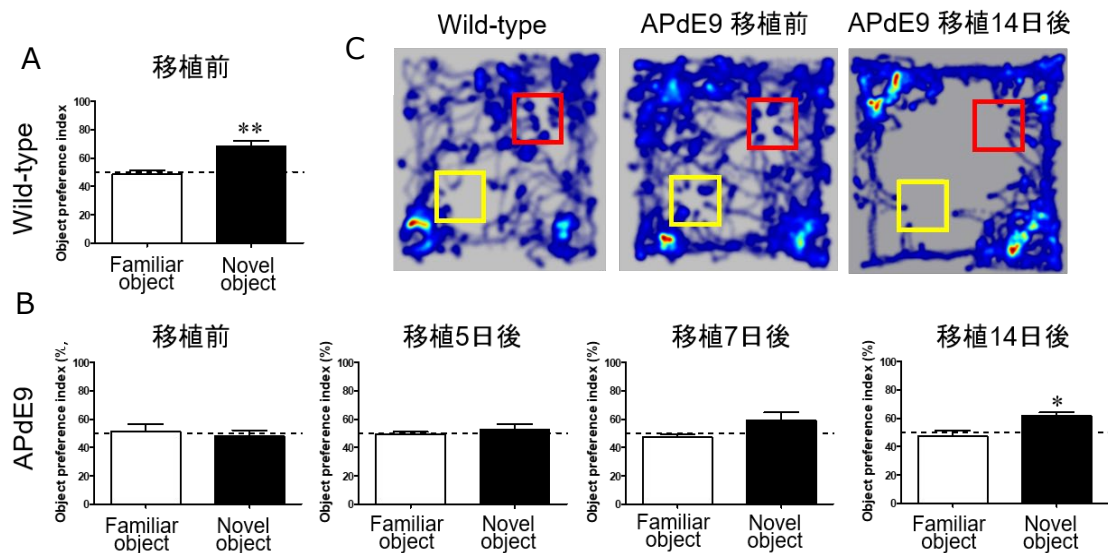 A
移植前
Wild-type
Object preference index
100
80
60
40
20
0
**
Familiar
object
Novel
object
C
Wild-type
APdE9 移植前
APdE9 移植14日後
B
APdE9
移植前
Object preference index (%,
100
80
60
40
20
0
Familiar
object
Novel
object
移植5日後
Object preference index (%)
100
80
60
40
20
0
Familiar
object
Novel
object
移植7日後
Object preference index (%)
100
80
60
40
20
0
Familiar
object
Novel
object
移植14日後
Object preference index (%)
100
80
60
40
20
0
*
Familiar
object
Novel
object